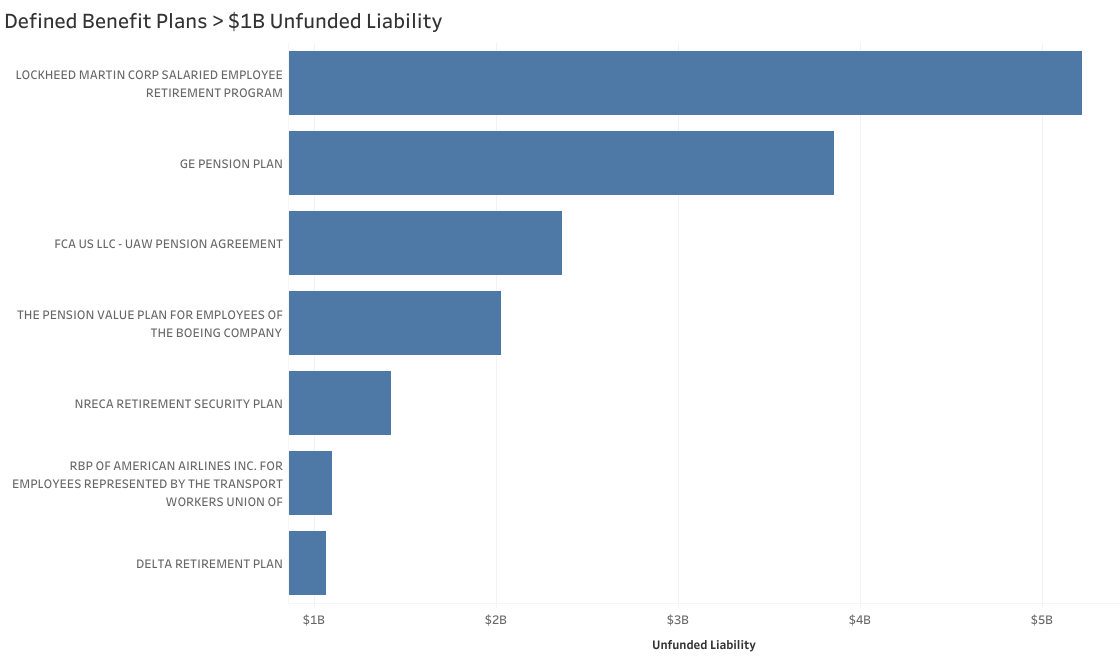 Defined Benefit Plans > $1B Unfunded Liability
LOCKHEED MARTIN CORP SALARIED EMPLOYEE
RETIREMENT PROGRAM
GE PENSION PLAN
FCA US LLC - UAW PENSION AGREEMENT
THE PENSION VALUE PLAN FOR EMPLOYEES OF
THE BOEING COMPANY
NRECA RETIREMENT SECURITY PLAN
RBP OF AMERICAN AIRLINES INC. FOR
EMPLOYEES REPRESENTED BY THE TRANSPORT
WORKERS UNION OF
DELTA RETIREMENT PLAN
$1B $2B $3B $4B $5B
Unfunded Liability